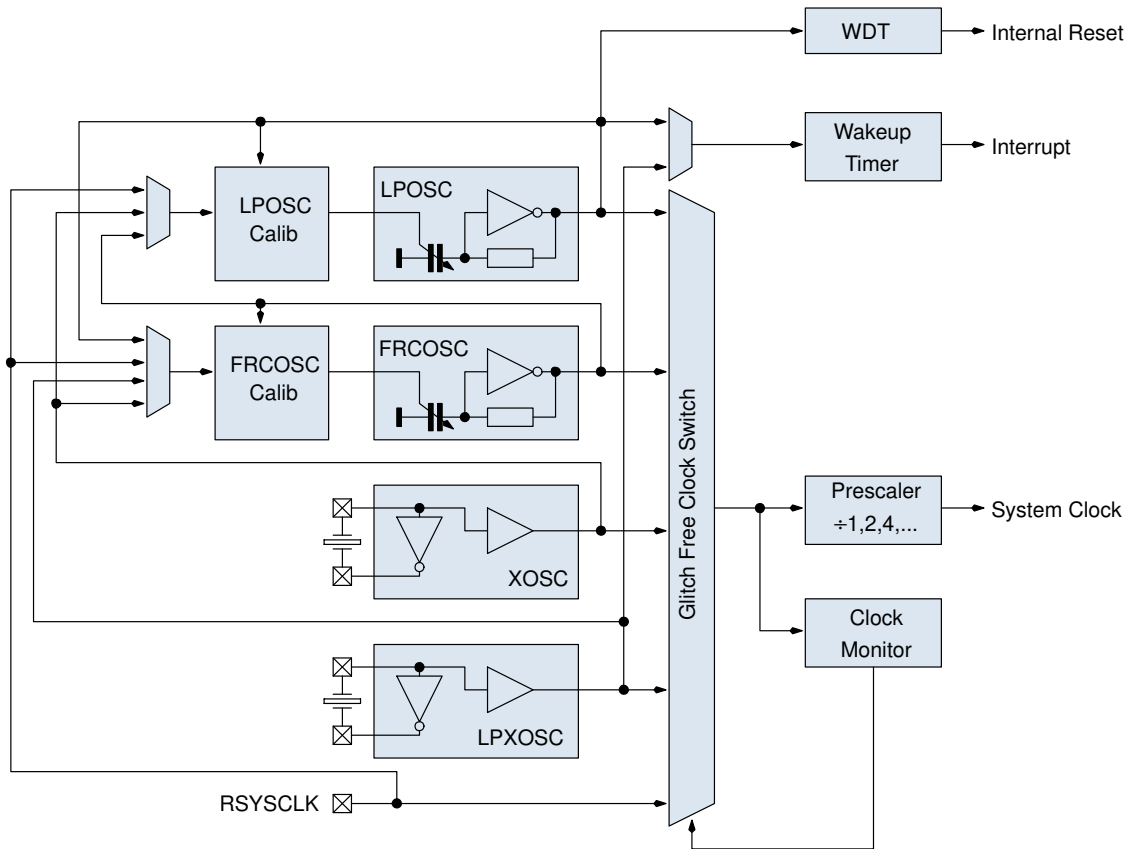 WDT
Internal Reset
Wakeup
Timer
Interrupt
LPOSC
Calib
LPOSC
FRCOSC
Calib
FRCOSC
Glitch Free Clock Switch
XOSC
Prescaler
÷1,2,4,...
System Clock
Clock
Monitor
LPXOSC
RSYSCLK